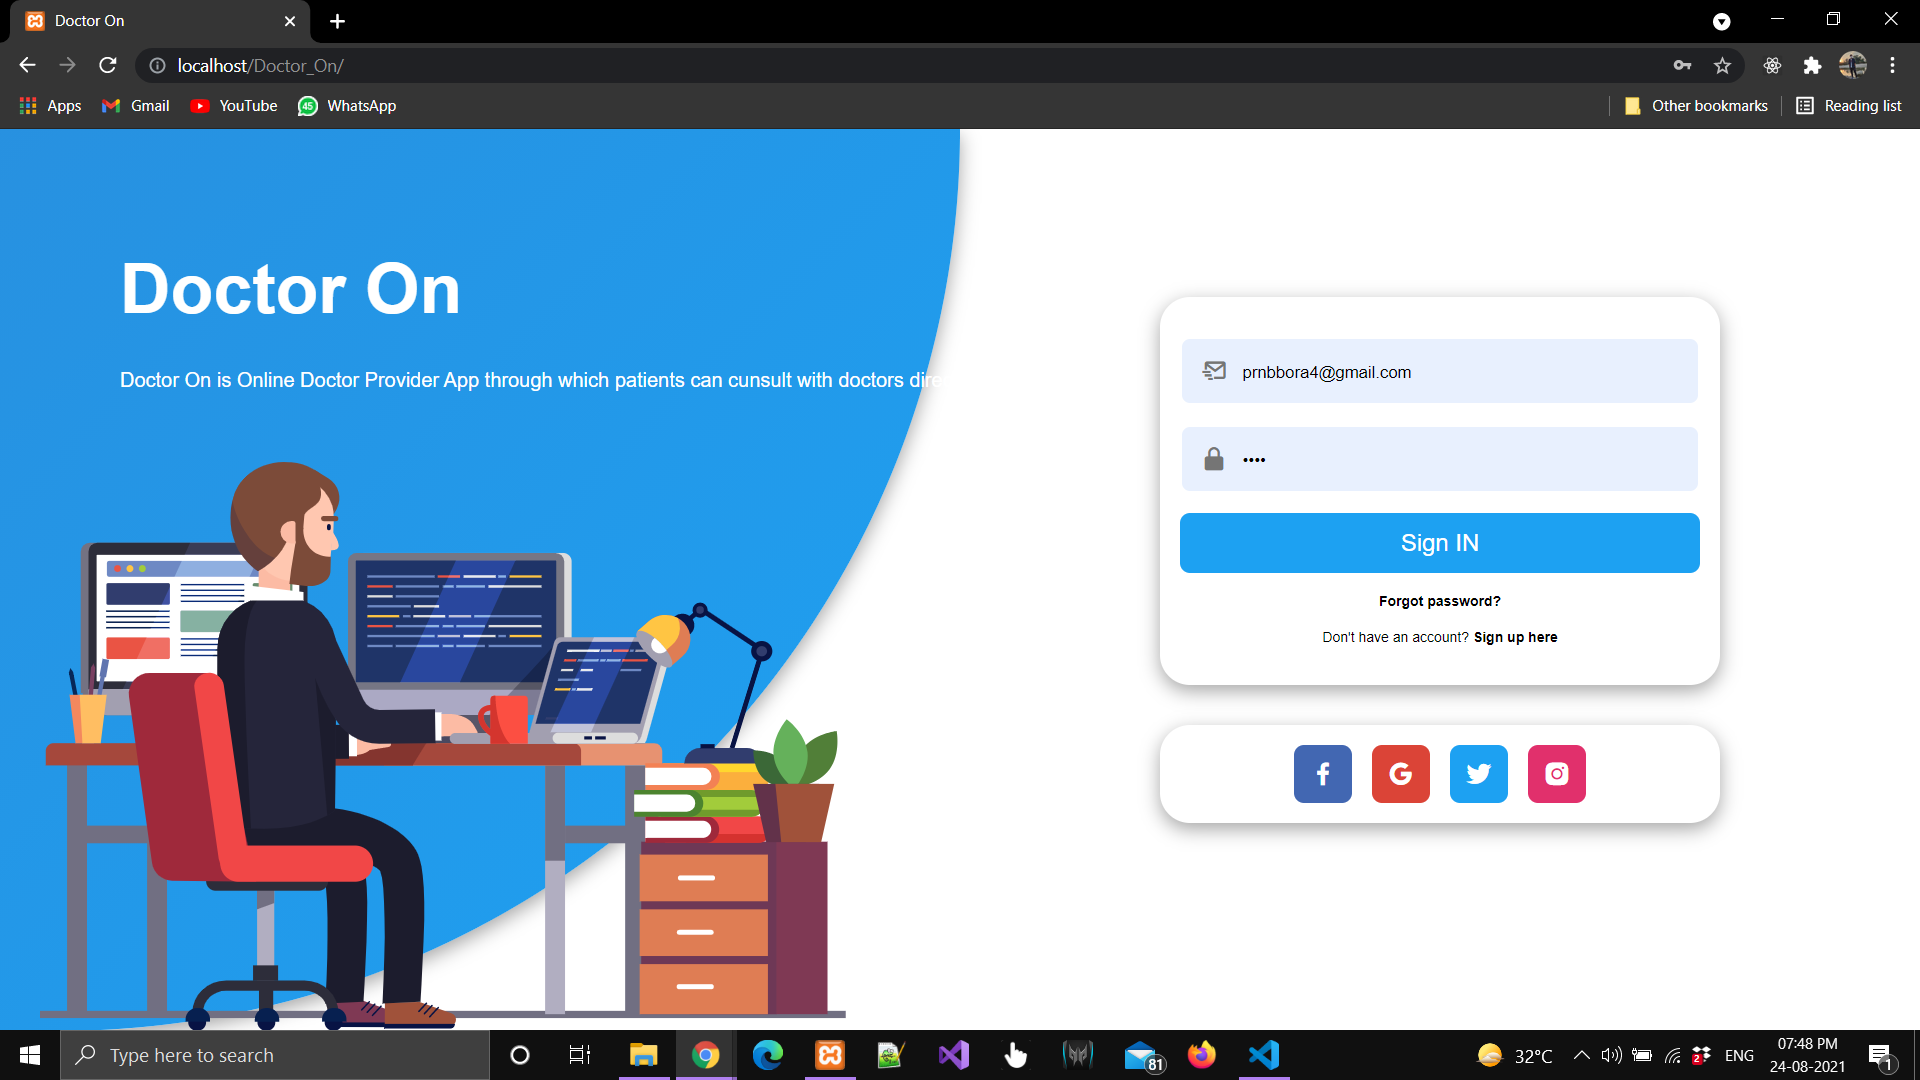 Doctor On
localhost/Doctor_On/
Apps
Gmail
YouTube
45
WhatsApp
Other bookmarks
Reading list
Doctor On
Doctor On is Online Doctor Provider App through which patients can cunsult with doctors
prnbbora4@gmail.com
••••
Sign IN
Forgot password?
Don't have an account? Sign up here
Type here to search
81
32°C
2
ENG
07:48 PM
24-08-2021
1